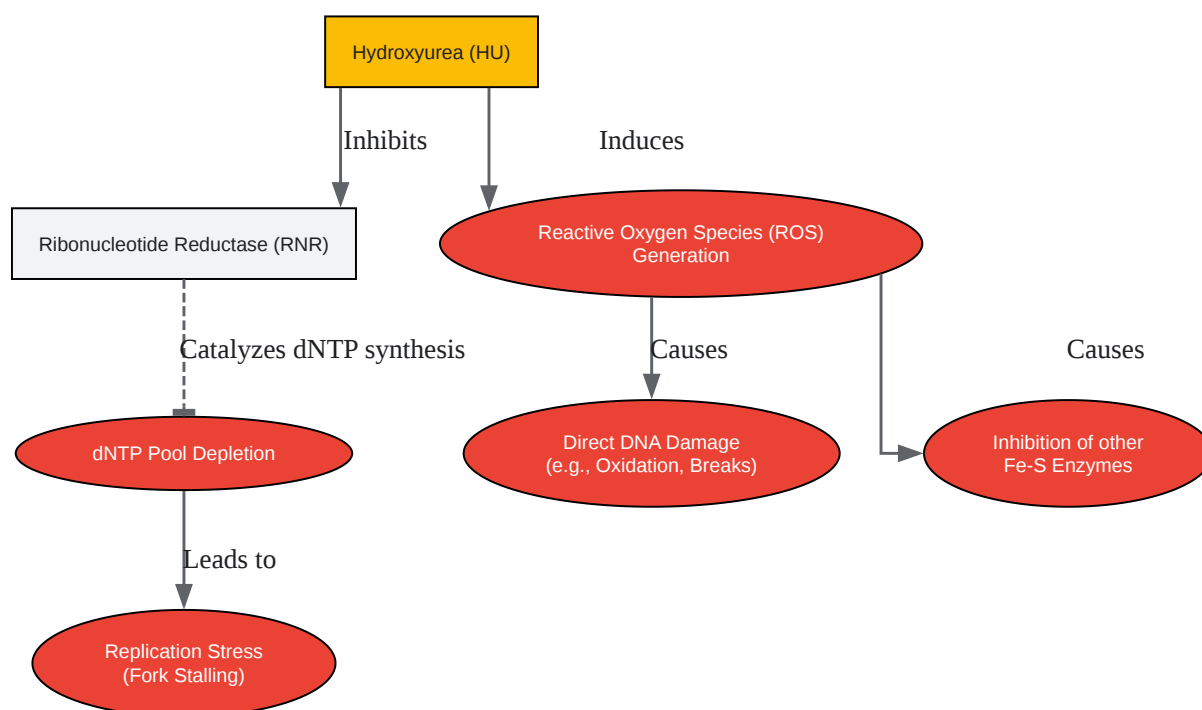 Hydroxyurea (HU)
Inhibits
Induces
Ribonucleotide Reductase (RNR)
Reactive Oxygen Species (ROS)
Generation
Catalyzes dNTP synthesis
Causes
Causes
dNTP Pool Depletion
Direct DNA Damage
(e.g., Oxidation, Breaks)
Inhibition of other
Fe-S Enzymes
Leads to
Replication Stress
(Fork Stalling)